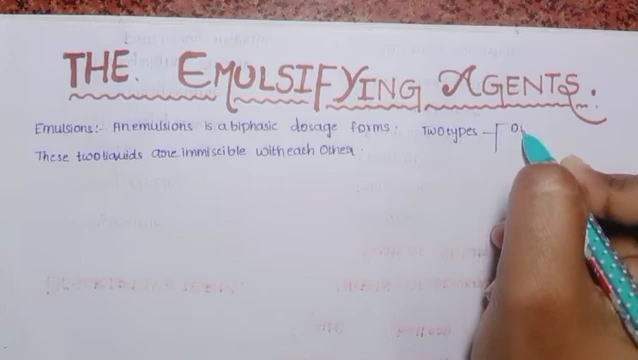 THE. EMULSIFYING AGENTS.
Emulsions:- An emulsions is a biphasic dosage forms: Two types - O
These two liquids are immiscible with each other.